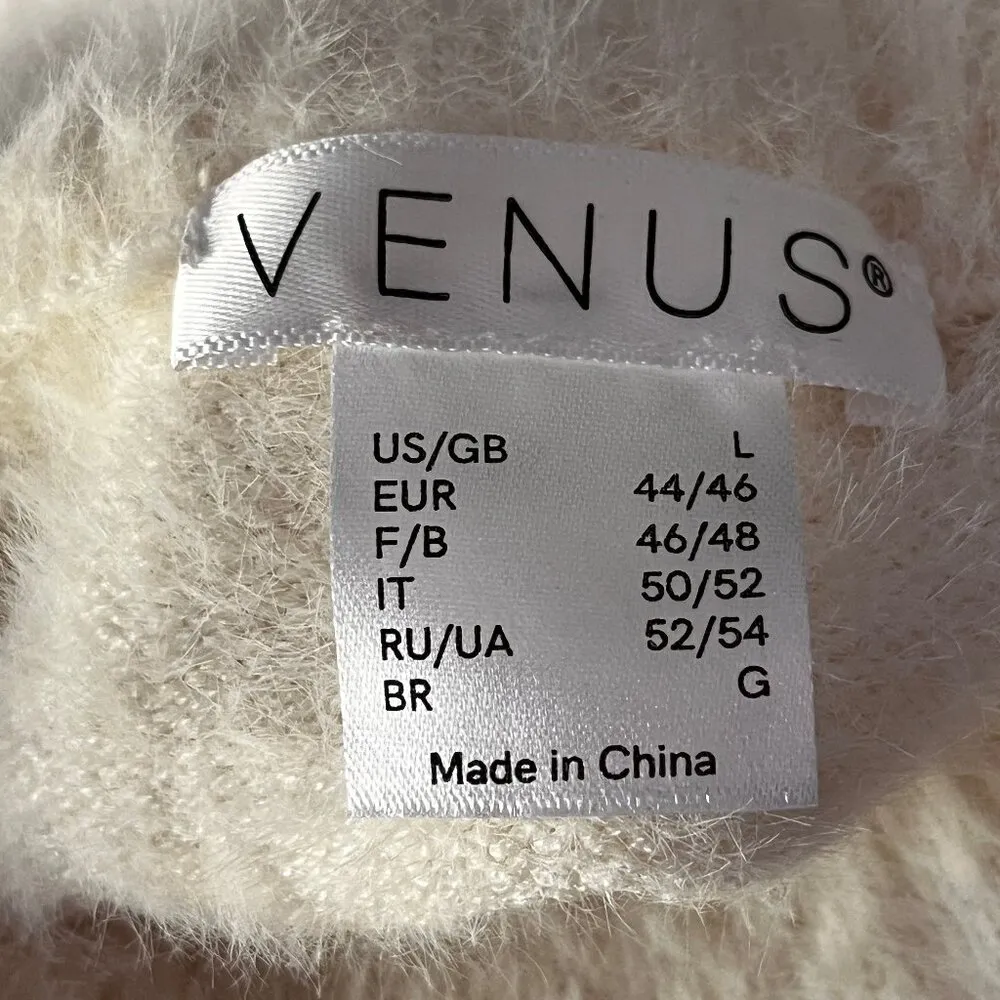 VENUS®
US/GB L
EUR 44/46
F/B 46/48
IT 50/52
RU/UA 52/54
BR G
Made in China